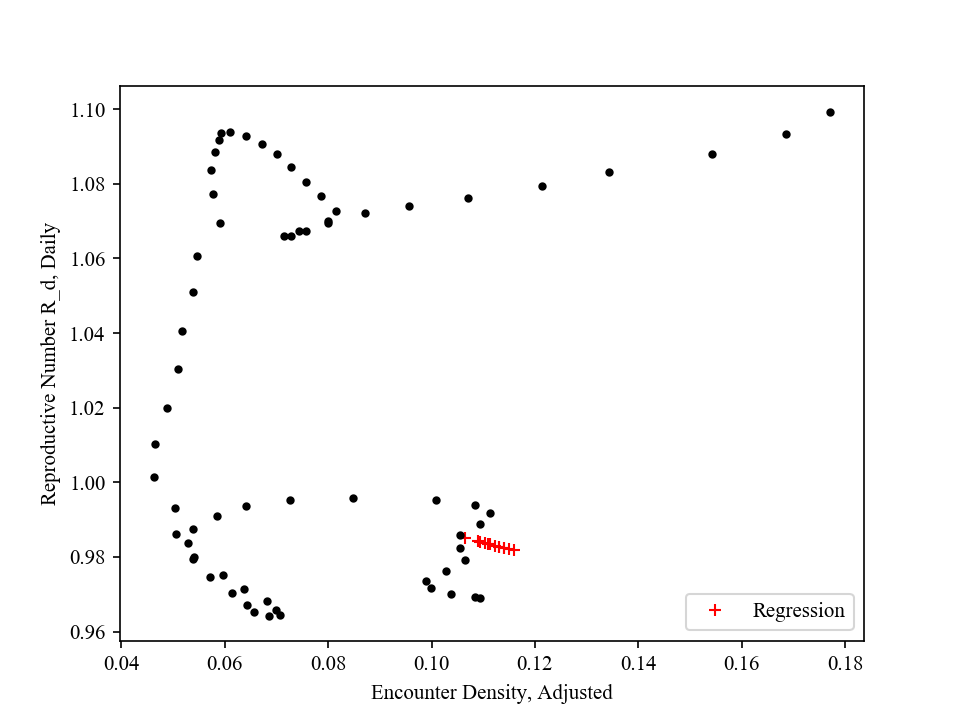 1.10
1.08
1.06
1.04
1.02
1.00
0.98
0.96
Reproductive Number R_d, Daily
Regression
0.04 0.06 0.08 0.10 0.12 0.14 0.16 0.18
Encounter Density, Adjusted